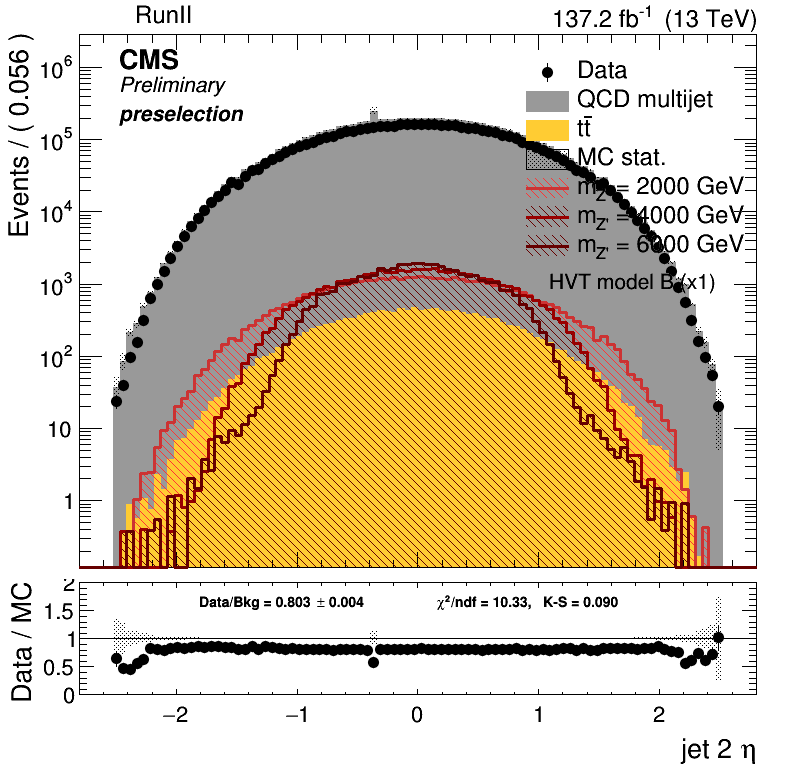 RunII 137.2 fb⁻¹ (13 TeV)
CMS
Preliminary
preselection
Data
QCD multijet
tt̄
MC stat.
m_Z' = 2000 GeV
m_Z' = 4000 GeV
m_Z' = 6000 GeV
HVT model B (x1)
Events / ( 0.056 )
10⁶
10⁵
10⁴
10³
10²
10
1
Data/Bkg = 0.803 ± 0.004 χ²/ndf = 10.33, K-S = 0.090
Data / MC
2
1.5
1
0.5
0
−2 −1 0 1 2
jet 2 η